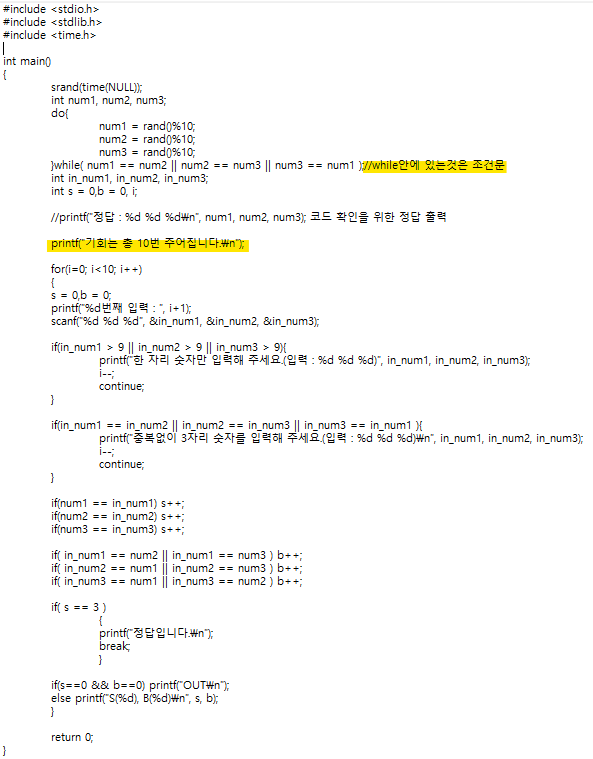 #include <stdio.h>
#include <stdlib.h>
#include <time.h>
int main()
{
srand(time(NULL));
int num1, num2, num3;
do{
num1 = rand()%10;
num2 = rand()%10;
num3 = rand()%10;
}while( num1 == num2 || num2 == num3 || num3 == num1 );//while안에 있는것은 조건문
int in_num1, in_num2, in_num3;
int s = 0,b = 0, i;
//printf("정답 : %d %d %d₩n", num1, num2, num3); 코드 확인을 위한 정답 출력
printf("기회는 총 10번 주어집니다.₩n");
for(i=0; i<10; i++)
{
s = 0,b = 0;
printf("%d번째 입력 : ", i+1);
scanf("%d %d %d", &in_num1, &in_num2, &in_num3);
if(in_num1 > 9 || in_num2 > 9 || in_num3 > 9){
printf("한 자리 숫자만 입력해 주세요.(입력 : %d %d %d)", in_num1, in_num2, in_num3);
i--;
continue;
}
if(in_num1 == in_num2 || in_num2 == in_num3 || in_num3 == in_num1 ){
printf("중복없이 3자리 숫자를 입력해 주세요.(입력 : %d %d %d)₩n", in_num1, in_num2, in_num3);
i--;
continue;
}
if(num1 == in_num1) s++;
if(num2 == in_num2) s++;
if(num3 == in_num3) s++;
if( in_num1 == num2 || in_num1 == num3 ) b++;
if( in_num2 == num1 || in_num2 == num3 ) b++;
if( in_num3 == num1 || in_num3 == num2 ) b++;
if( s == 3 )
{
printf("정답입니다.₩n");
break;
}
if(s==0 && b==0) printf("OUT₩n");
else printf("S(%d), B(%d)₩n", s, b);
}
return 0;
}